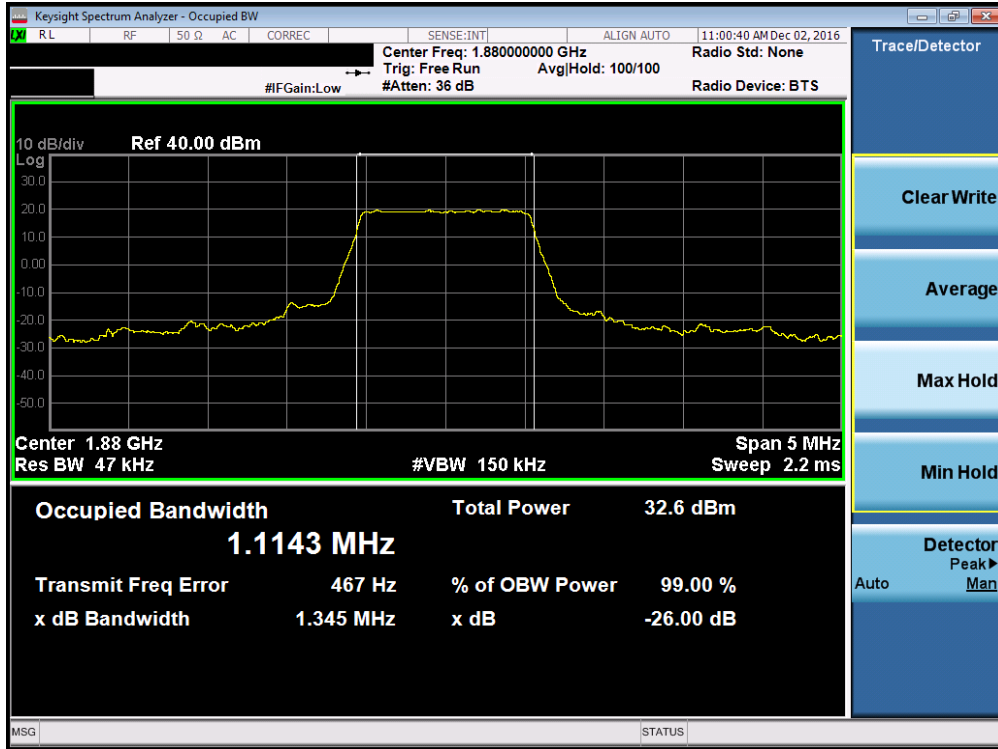 Keysight Spectrum Analyzer - Occupied BW
LXI RL RF 50 Ω AC CORREC SENSE:INT ALIGN AUTO 11:00:40 AM Dec 02, 2016
Center Freq: 1.880000000 GHz Radio Std: None
Trig: Free Run Avg|Hold: 100/100
#IFGain:Low #Atten: 36 dB Radio Device: BTS
10 dB/div Ref 40.00 dBm
Log
30.0
20.0
10.0
0.00
-10.0
-20.0
-30.0
-40.0
-50.0
Center 1.88 GHz Span 5 MHz
Res BW 47 kHz #VBW 150 kHz Sweep 2.2 ms
Occupied Bandwidth Total Power 32.6 dBm
1.1143 MHz
Transmit Freq Error 467 Hz % of OBW Power 99.00 %
x dB Bandwidth 1.345 MHz x dB -26.00 dB
MSG STATUS
Trace/Detector
Clear Write
Average
Max Hold
Min Hold
Detector
Peak▶
Auto Man